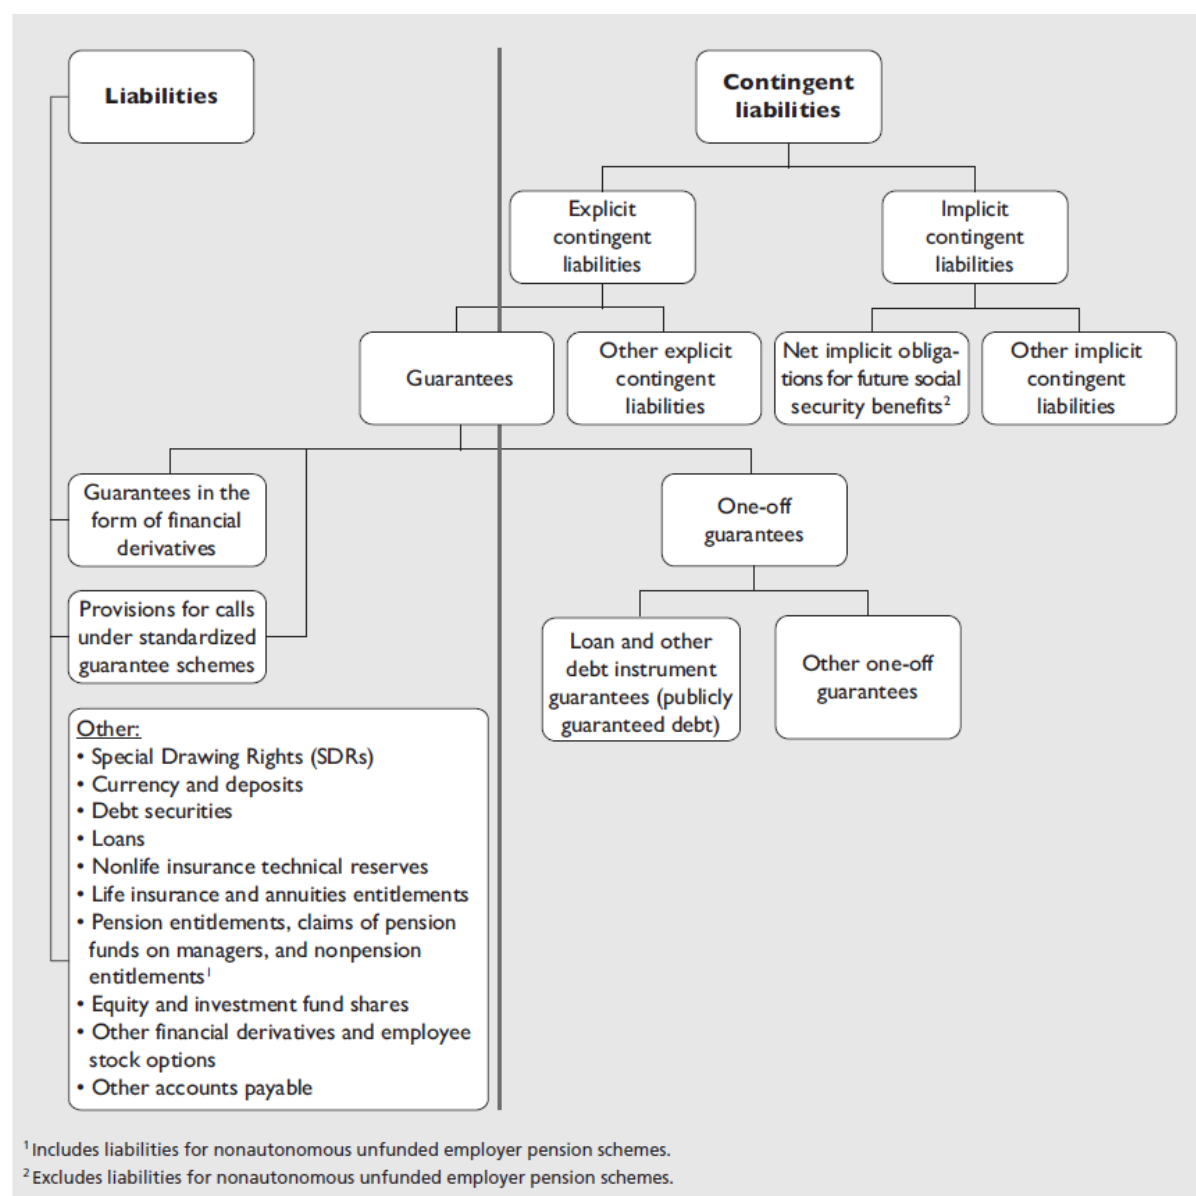 Liabilities
Contingent
liabilities
Explicit
contingent
liabilities
Implicit
contingent
liabilities
Guarantees
Other explicit
contingent
liabilities
Net implicit obliga-
tions for future social
security benefits²
Other implicit
contingent
liabilities
Guarantees in the
form of financial
derivatives
One-off
guarantees
Provisions for calls
under standardized
guarantee schemes
Loan and other
debt instrument
guarantees (publicly
guaranteed debt)
Other one-off
guarantees
Other:
• Special Drawing Rights (SDRs)
• Currency and deposits
• Debt securities
• Loans
• Nonlife insurance technical reserves
• Life insurance and annuities entitlements
• Pension entitlements, claims of pension
funds on managers, and nonpension
entitlements¹
• Equity and investment fund shares
• Other financial derivatives and employee
stock options
• Other accounts payable
¹ Includes liabilities for nonautonomous unfunded employer pension schemes.
² Excludes liabilities for nonautonomous unfunded employer pension schemes.